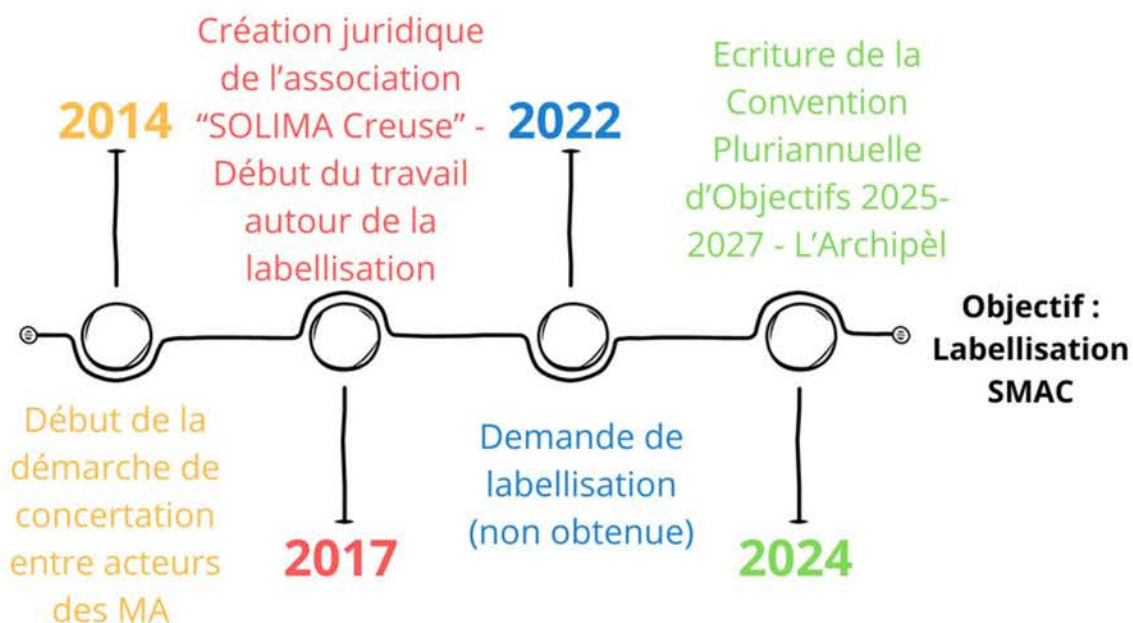 2014
Début de la
démarche de
concertation
entre acteurs
des MA
Création juridique
de l’association
“SOLIMA Creuse” -
Début du travail
autour de la
labellisation
2017
2022
Demande de
labellisation
(non obtenue)
Ecriture de la
Convention
Pluriannuelle
d’Objectifs 2025-
2027 - L’Archipèl
2024
Objectif :
Labellisation
SMAC